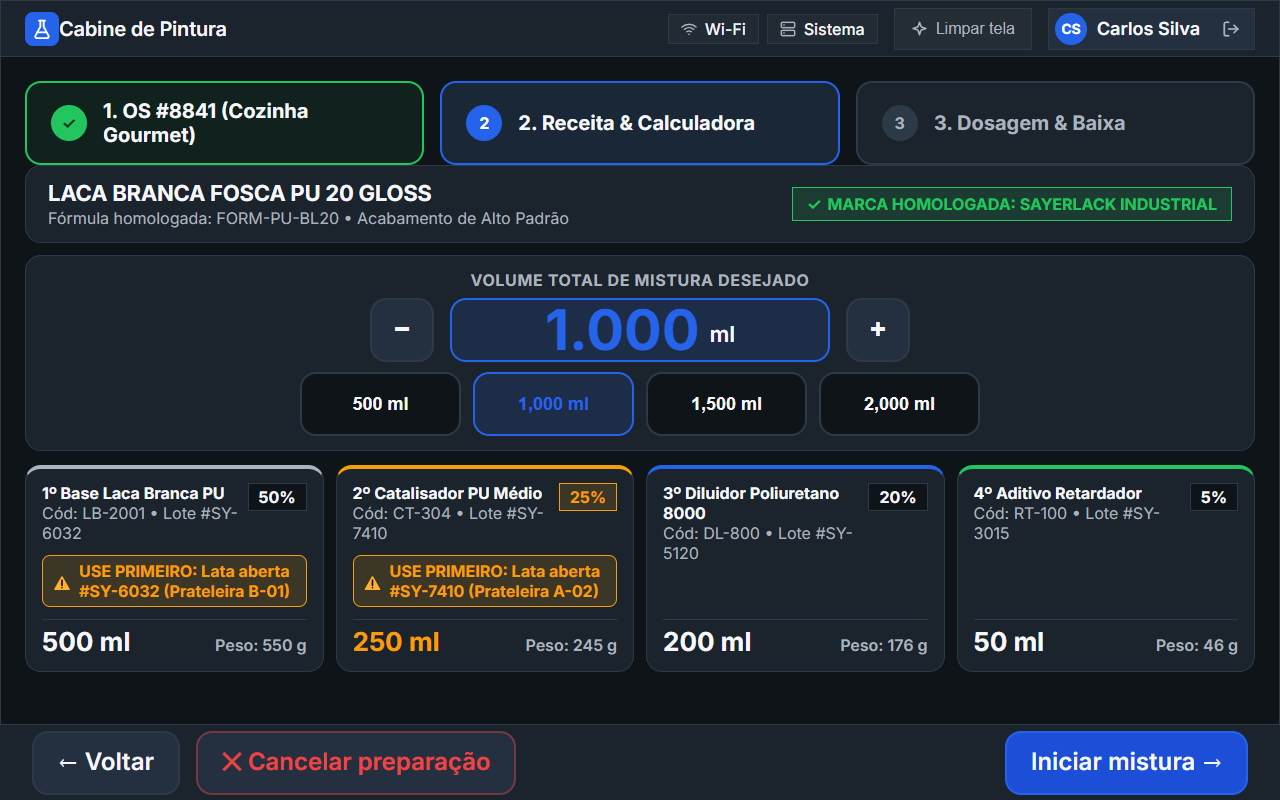 Cabine de Pintura
Wi-Fi
Sistema
Limpar tela
CS
Carlos Silva
1. OS #8841 (Cozinha
Gourmet)
2
2. Receita & Calculadora
3
3. Dosagem & Baixa
LACA BRANCA FOSCA PU 20 GLOSS
Fórmula homologada: FORM-PU-BL20 • Acabamento de Alto Padrão
✓ MARCA HOMOLOGADA: SAYERLACK INDUSTRIAL
VOLUME TOTAL DE MISTURA DESEJADO
−
1.000 ml
+
500 ml
1,000 ml
1,500 ml
2,000 ml
1º Base Laca Branca PU
50%
Cód: LB-2001 • Lote #SY-
6032
USE PRIMEIRO: Lata aberta
#SY-6032 (Prateleira B-01)
500 ml
Peso: 550 g
2º Catalisador PU Médio
25%
Cód: CT-304 • Lote #SY-
7410
USE PRIMEIRO: Lata aberta
#SY-7410 (Prateleira A-02)
250 ml
Peso: 245 g
3º Diluidor Poliuretano
8000
20%
Cód: DL-800 • Lote #SY-
5120
200 ml
Peso: 176 g
4º Aditivo Retardador
5%
Cód: RT-100 • Lote #SY-
3015
50 ml
Peso: 46 g
← Voltar
Cancelar preparação
Iniciar mistura →